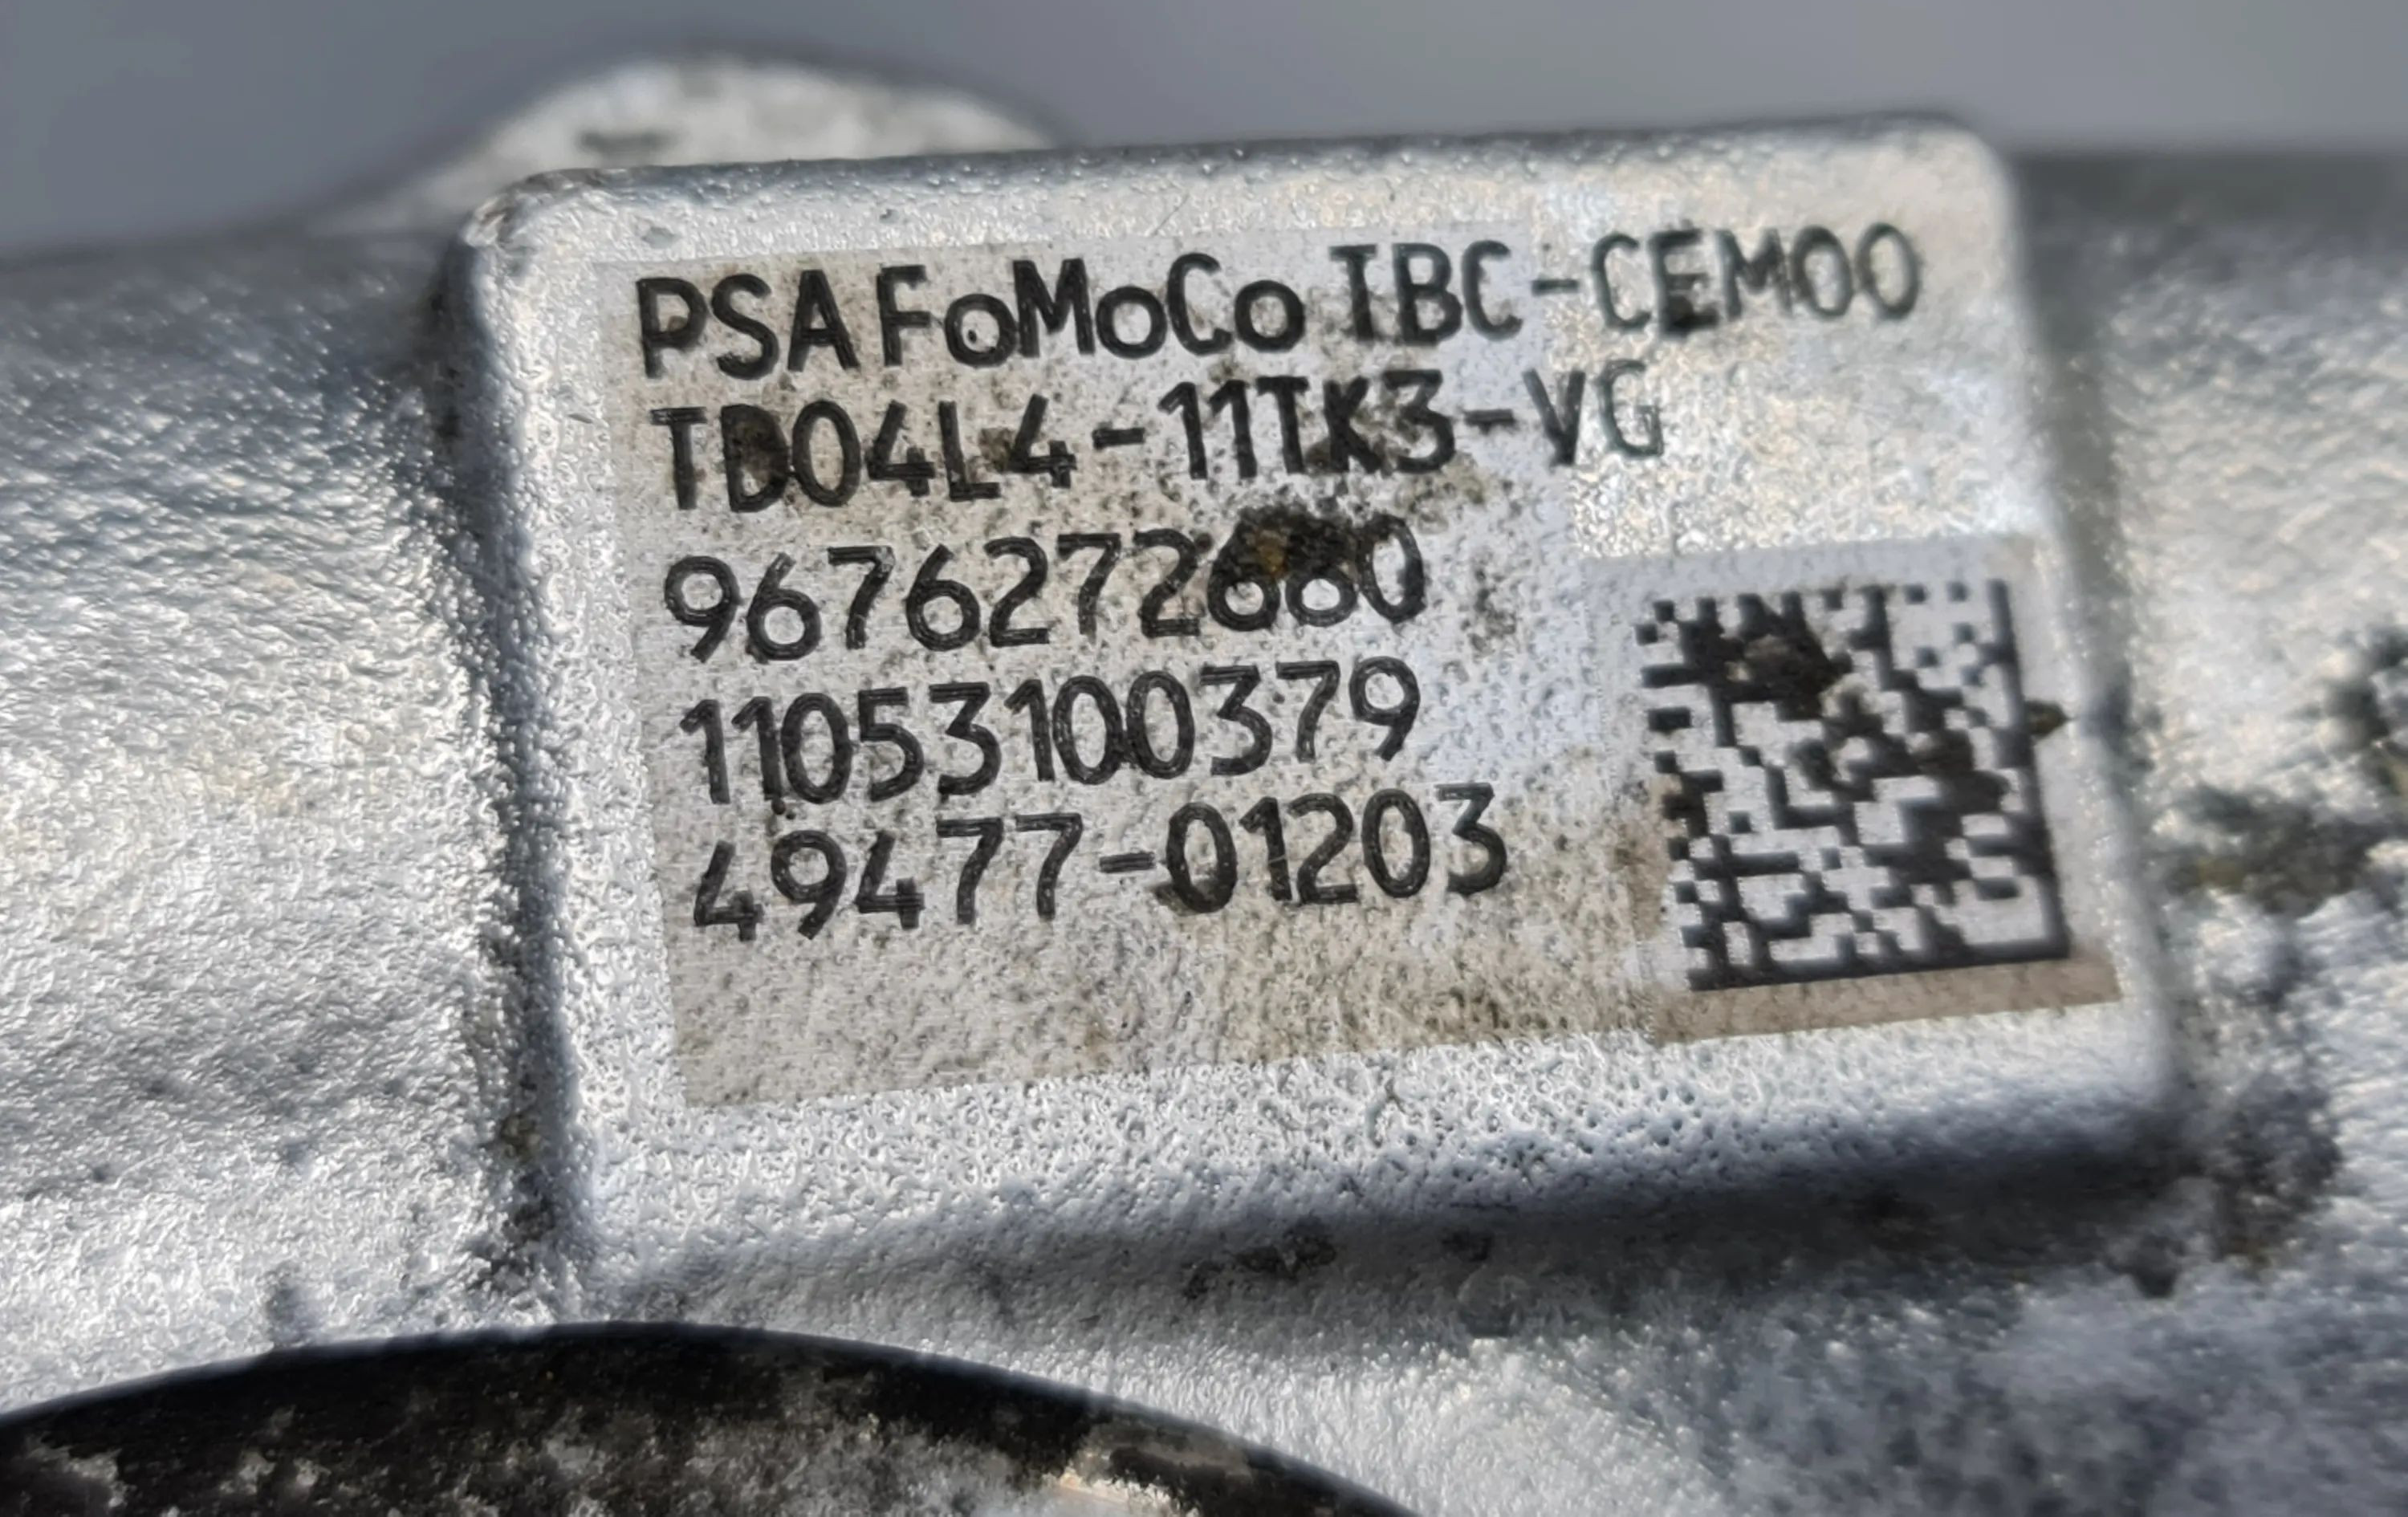 PSA FoMoCo IBC-CEM00
TD04L4-11TK3-VG
9676272680
11053100379
49477-01203